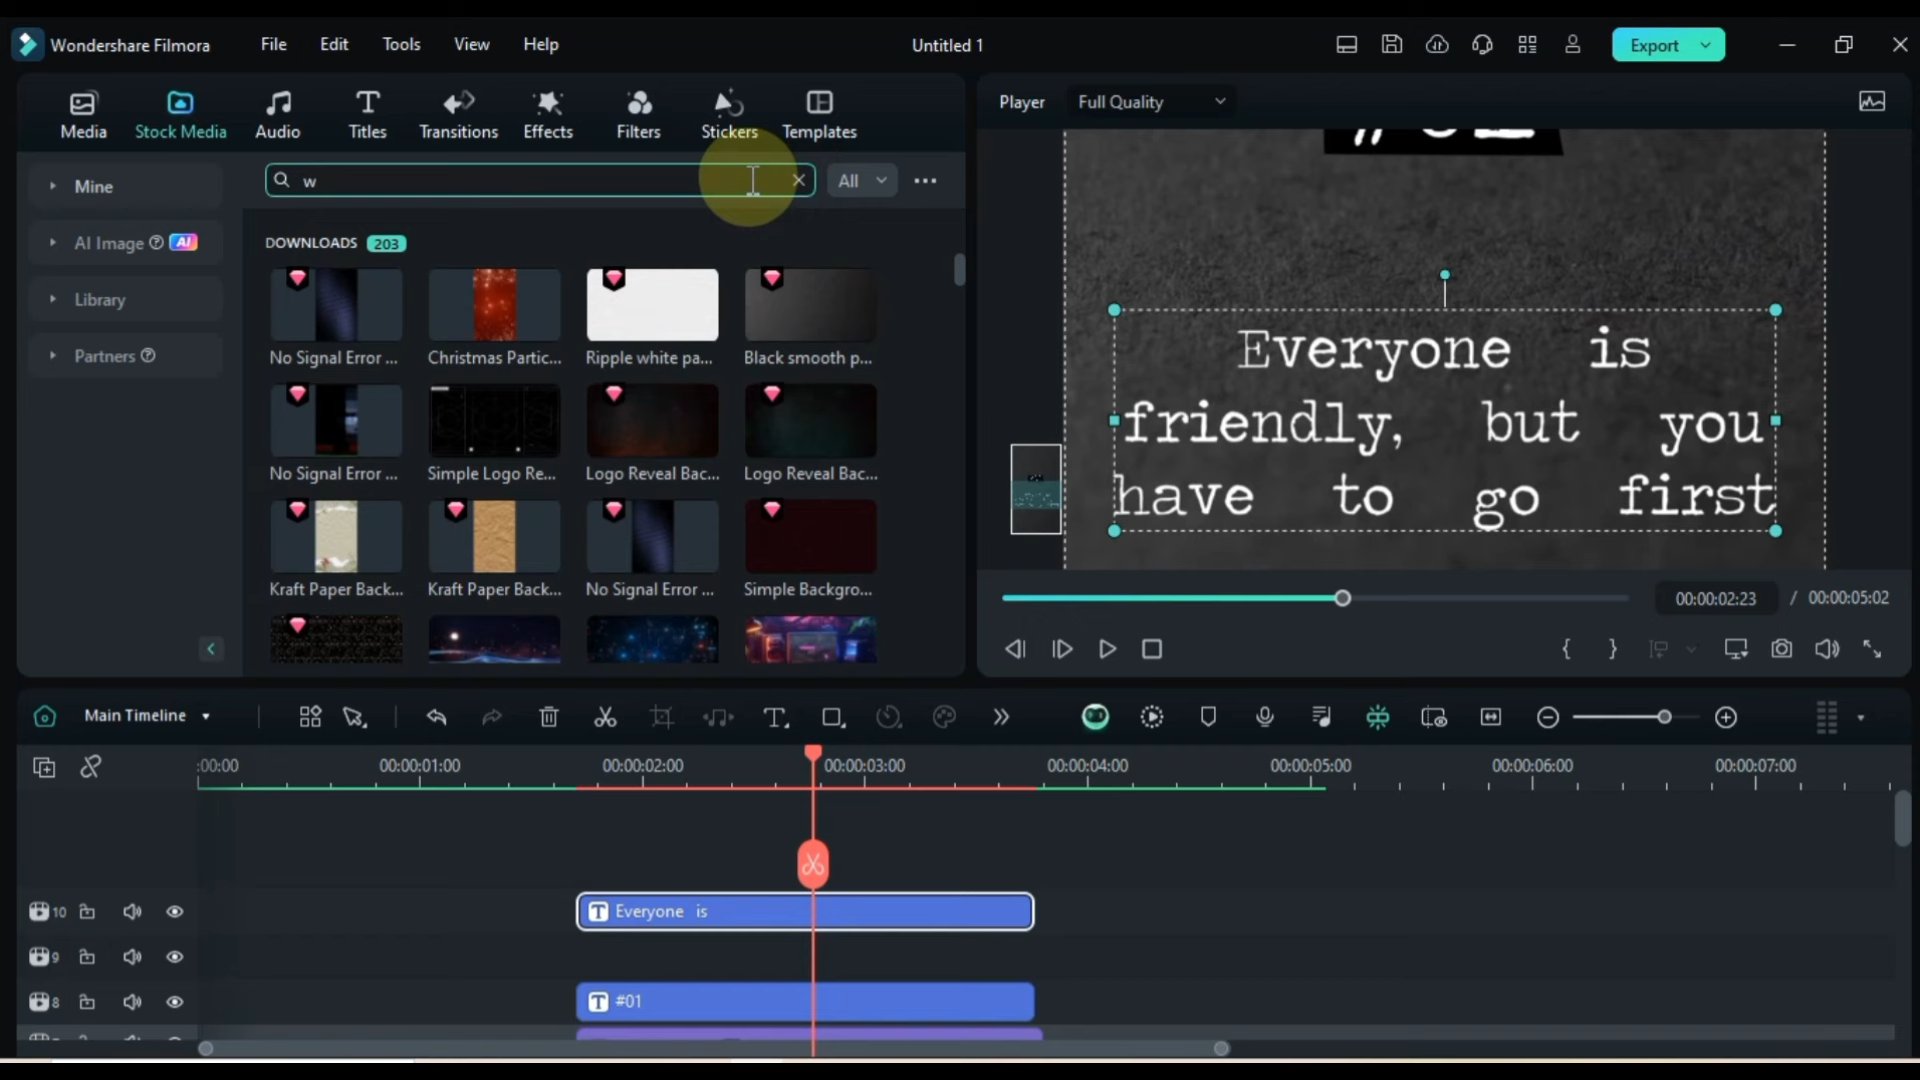 Wondershare Filmora File Edit Tools View Help Untitled 1 Export
Media Stock Media Audio Titles Transitions Effects Filters Stickers Templates
Player Full Quality
Mine
w
All
AI Image AI
Library
Partners
DOWNLOADS 203
No Signal Error ... Christmas Partic... Ripple white pa... Black smooth p...
No Signal Error ... Simple Logo Re... Logo Reveal Bac... Logo Reveal Bac...
Kraft Paper Back... Kraft Paper Back... No Signal Error ... Simple Backgro...
Everyone is
friendly, but you
have to go first
00:00:02:23 / 00:00:05:02
Main Timeline
:00:00 00:00:01:00 00:00:02:00 00:00:03:00 00:00:04:00 00:00:05:00 00:00:06:00 00:00:07:00
10 Everyone is
9
8 #01